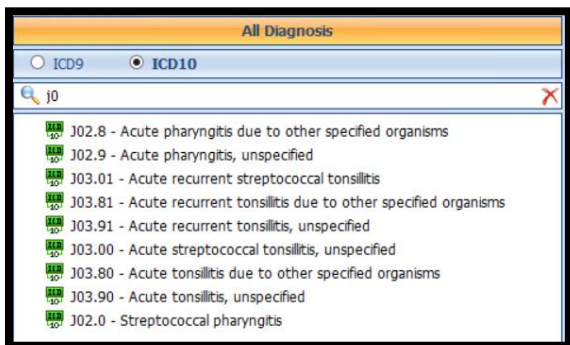 All Diagnosis
ICD9 ICD10
j0
J02.8 - Acute pharyngitis due to other specified organisms
J02.9 - Acute pharyngitis, unspecified
J03.01 - Acute recurrent streptococcal tonsillitis
J03.81 - Acute recurrent tonsillitis due to other specified organisms
J03.91 - Acute recurrent tonsillitis, unspecified
J03.00 - Acute streptococcal tonsillitis, unspecified
J03.80 - Acute tonsillitis due to other specified organisms
J03.90 - Acute tonsillitis, unspecified
J02.0 - Streptococcal pharyngitis